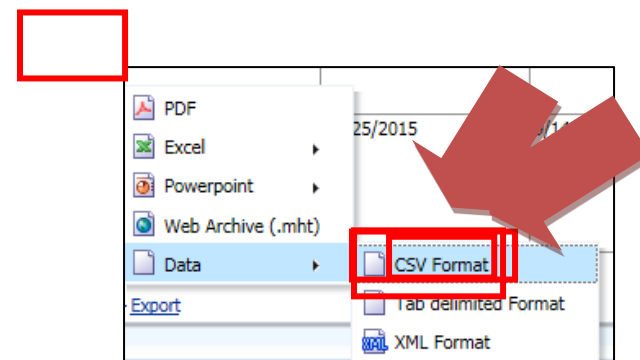 PDF
25/2015
Excel
Powerpoint
Web Archive (.mht)
Data
CSV Format
Export
Tab delimited Format
XML Format